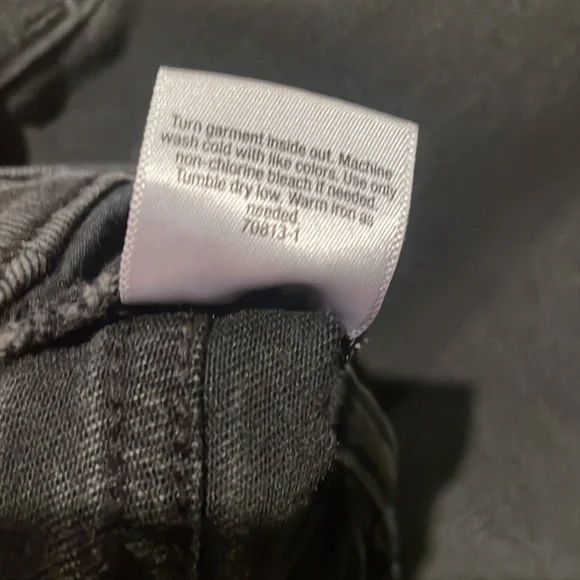 Turn garment inside out. Machine
wash cold with like colors. Use only
non-chlorine bleach if needed.
Tumble dry low. Warm iron as
needed.
70813-1